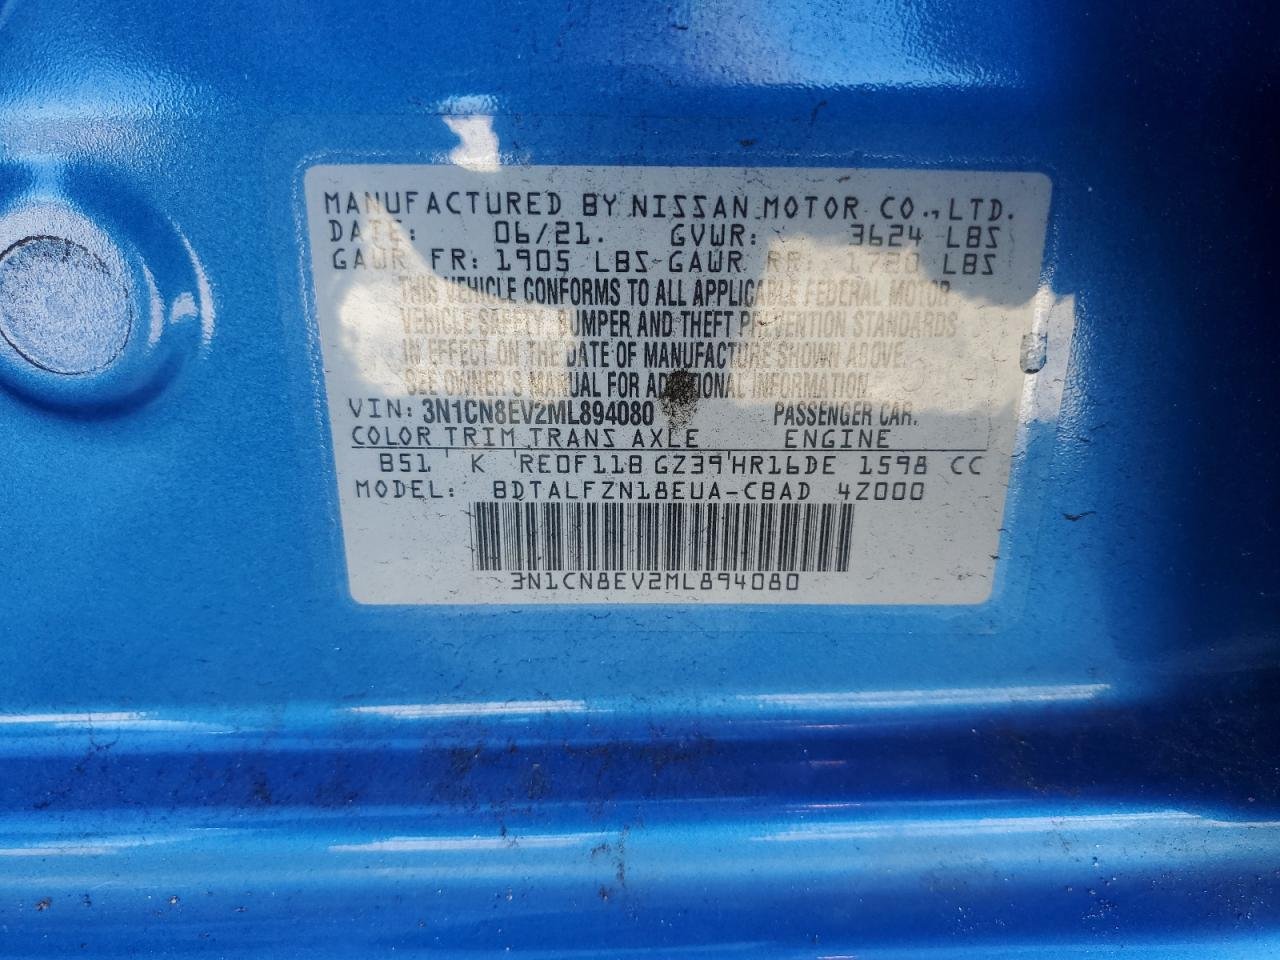 MANUFACTURED BY NISSAN MOTOR CO., LTD.
DATE: 06/21. GVWR: 3624 LBS
GAWR FR: 1905 LBS GAWR RR: 1720 LBS
THIS VEHICLE CONFORMS TO ALL APPLICABLE FEDERAL MOTOR
VEHICLE SAFETY, BUMPER AND THEFT PREVENTION STANDARDS
IN EFFECT ON THE DATE OF MANUFACTURE SHOWN ABOVE
SEE OWNER'S MANUAL FOR ADDITIONAL INFORMATION
VIN: 3N1CN8EV2ML894080 PASSENGER CAR.
COLOR TRIM TRANS AXLE ENGINE
B51 K RE0F11B GZ39 HR16DE 1598 CC
MODEL: BDTALFZN18EUA-CBAD 4Z000
3N1CN8EV2ML894080